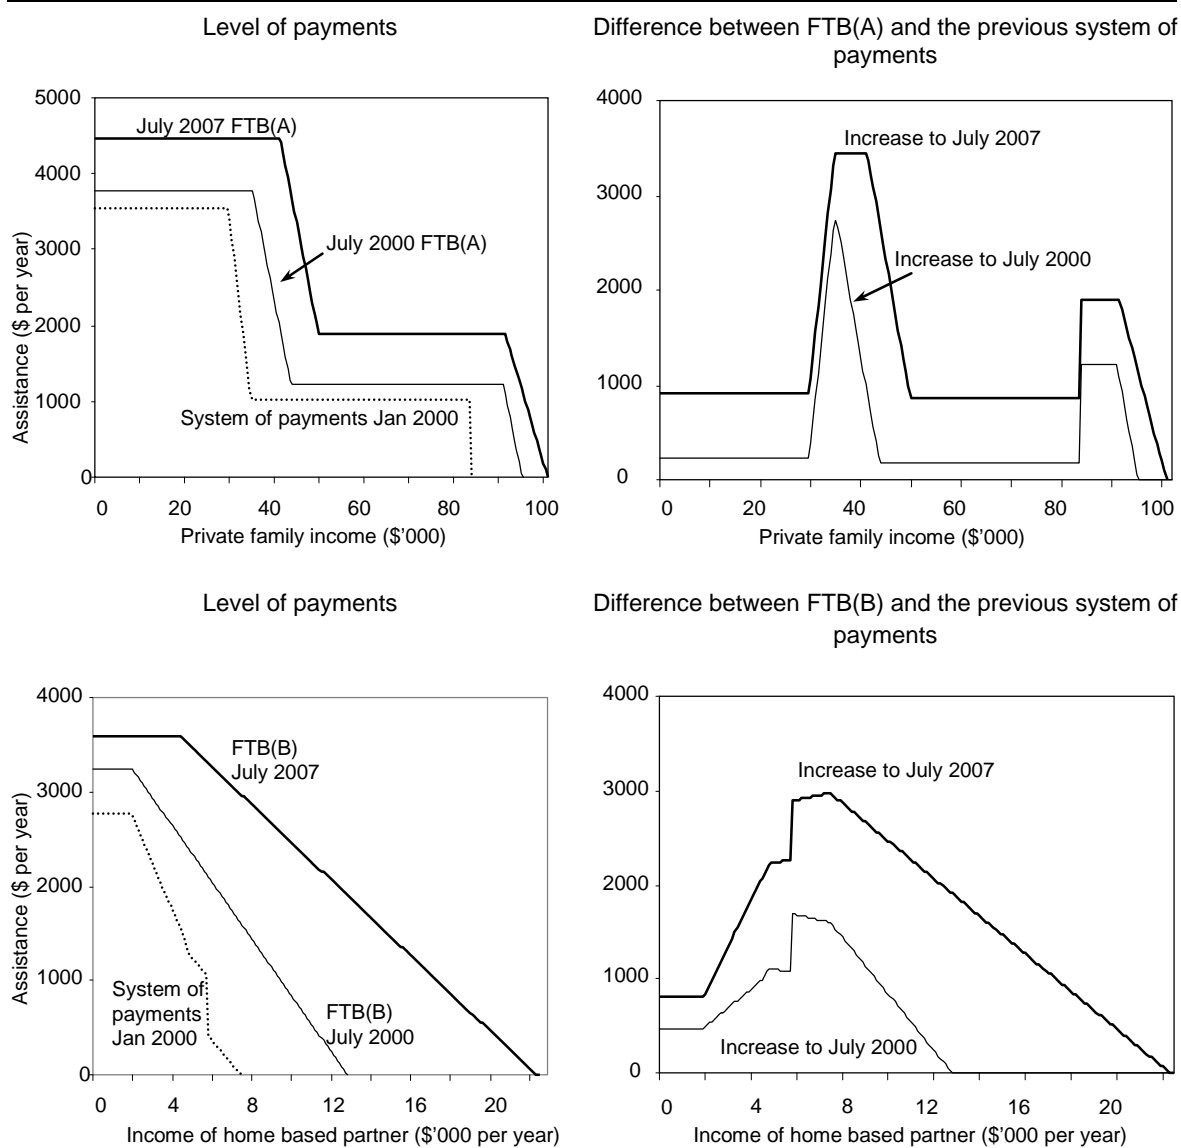 Level of payments
Difference between FTB(A) and the previous system of
payments
5000
4000
3000
2000
1000
0
Assistance ($ per year)
July 2007 FTB(A)
July 2000 FTB(A)
System of payments Jan 2000
0 20 40 60 80 100
Private family income ($'000)
4000
3000
2000
1000
0
Increase to July 2007
Increase to July 2000
0 20 40 60 80 100
Private family income ($'000)
Level of payments
Difference between FTB(B) and the previous system of
payments
4000
3000
2000
1000
0
Assistance ($ per year)
FTB(B)
July 2007
System of
payments
Jan 2000
FTB(B)
July 2000
0 4 8 12 16 20
Income of home based partner ($'000 per year)
4000
3000
2000
1000
0
Increase to July 2007
Increase to July 2000
0 4 8 12 16 20
Income of home based partner ($'000 per year)